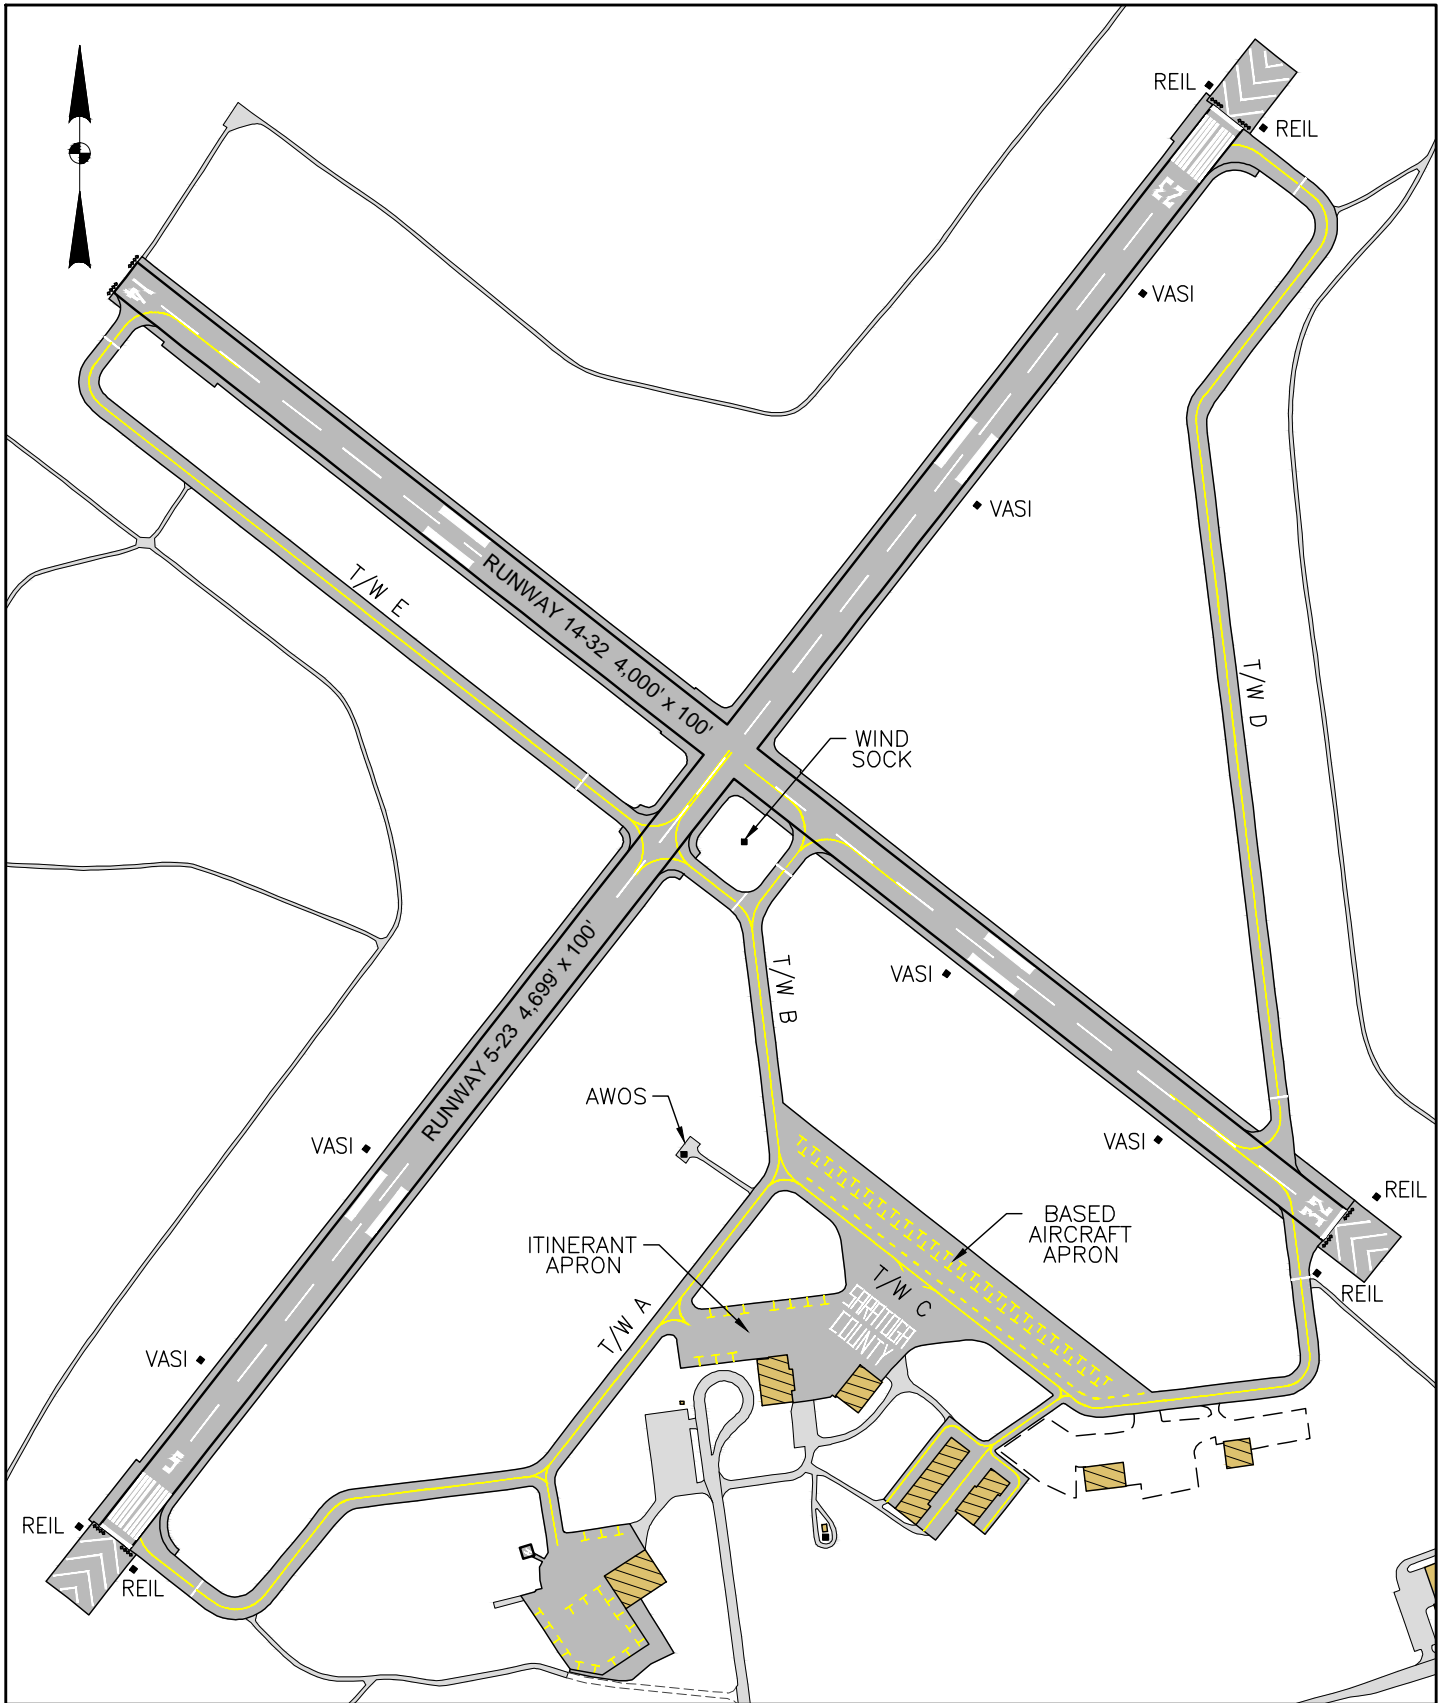 REIL
REIL
23
14
VASI
VASI
RUNWAY 14-32 4,000' x 100'
T/W E
T/W D
WIND
SOCK
RUNWAY 5-23 4,699' x 100'
T/W B
VASI
AWOS
VASI
VASI
REIL
32
REIL
BASED
AIRCRAFT
APRON
ITINERANT
APRON
T/W C
SARATOGA
COUNTY
T/W A
VASI
5
REIL
REIL